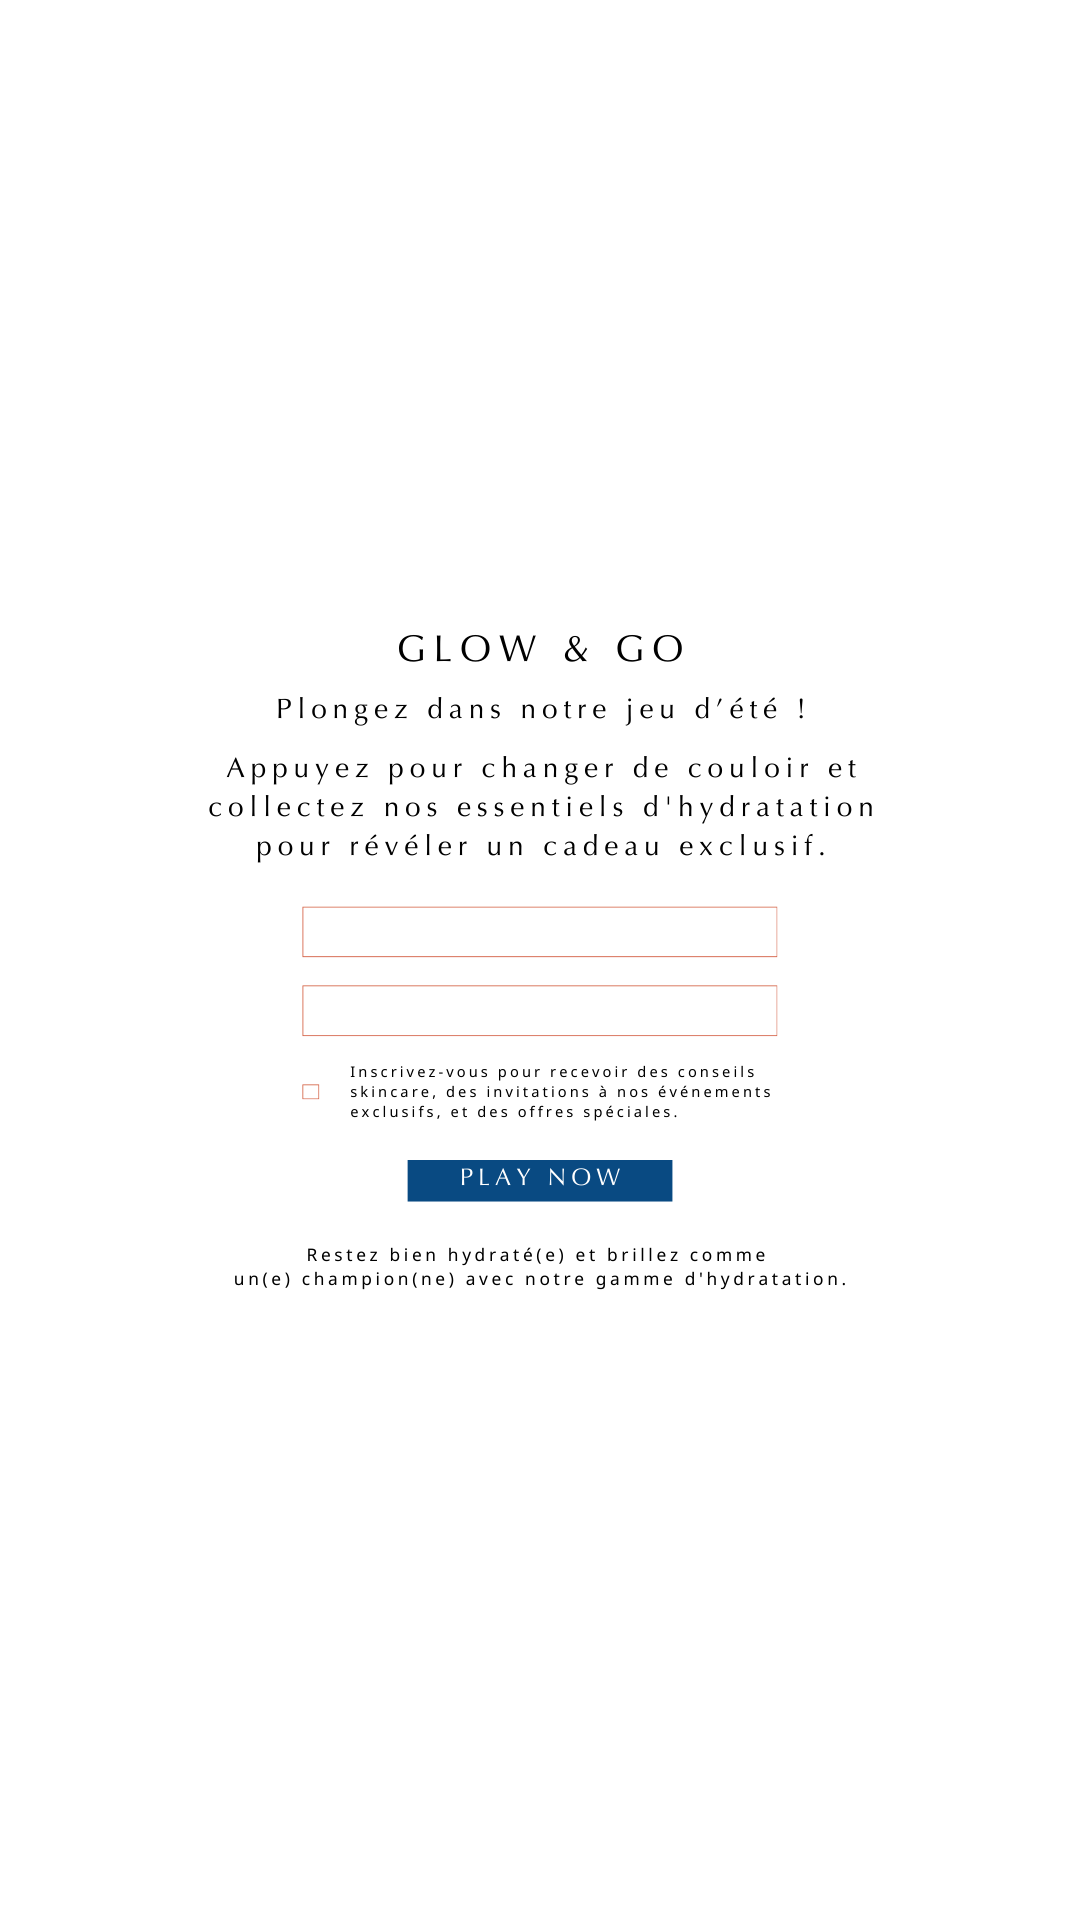 GLOW & GO
Plongez dans notre jeu d’été !
Appuyez pour changer de couloir et
collectez nos essentiels d'hydratation
pour révéler un cadeau exclusif.
Inscrivez-vous pour recevoir des conseils
skincare, des invitations à nos événements
exclusifs, et des offres spéciales.
PLAY NOW
Restez bien hydraté(e) et brillez comme
un(e) champion(ne) avec notre gamme d'hydratation.